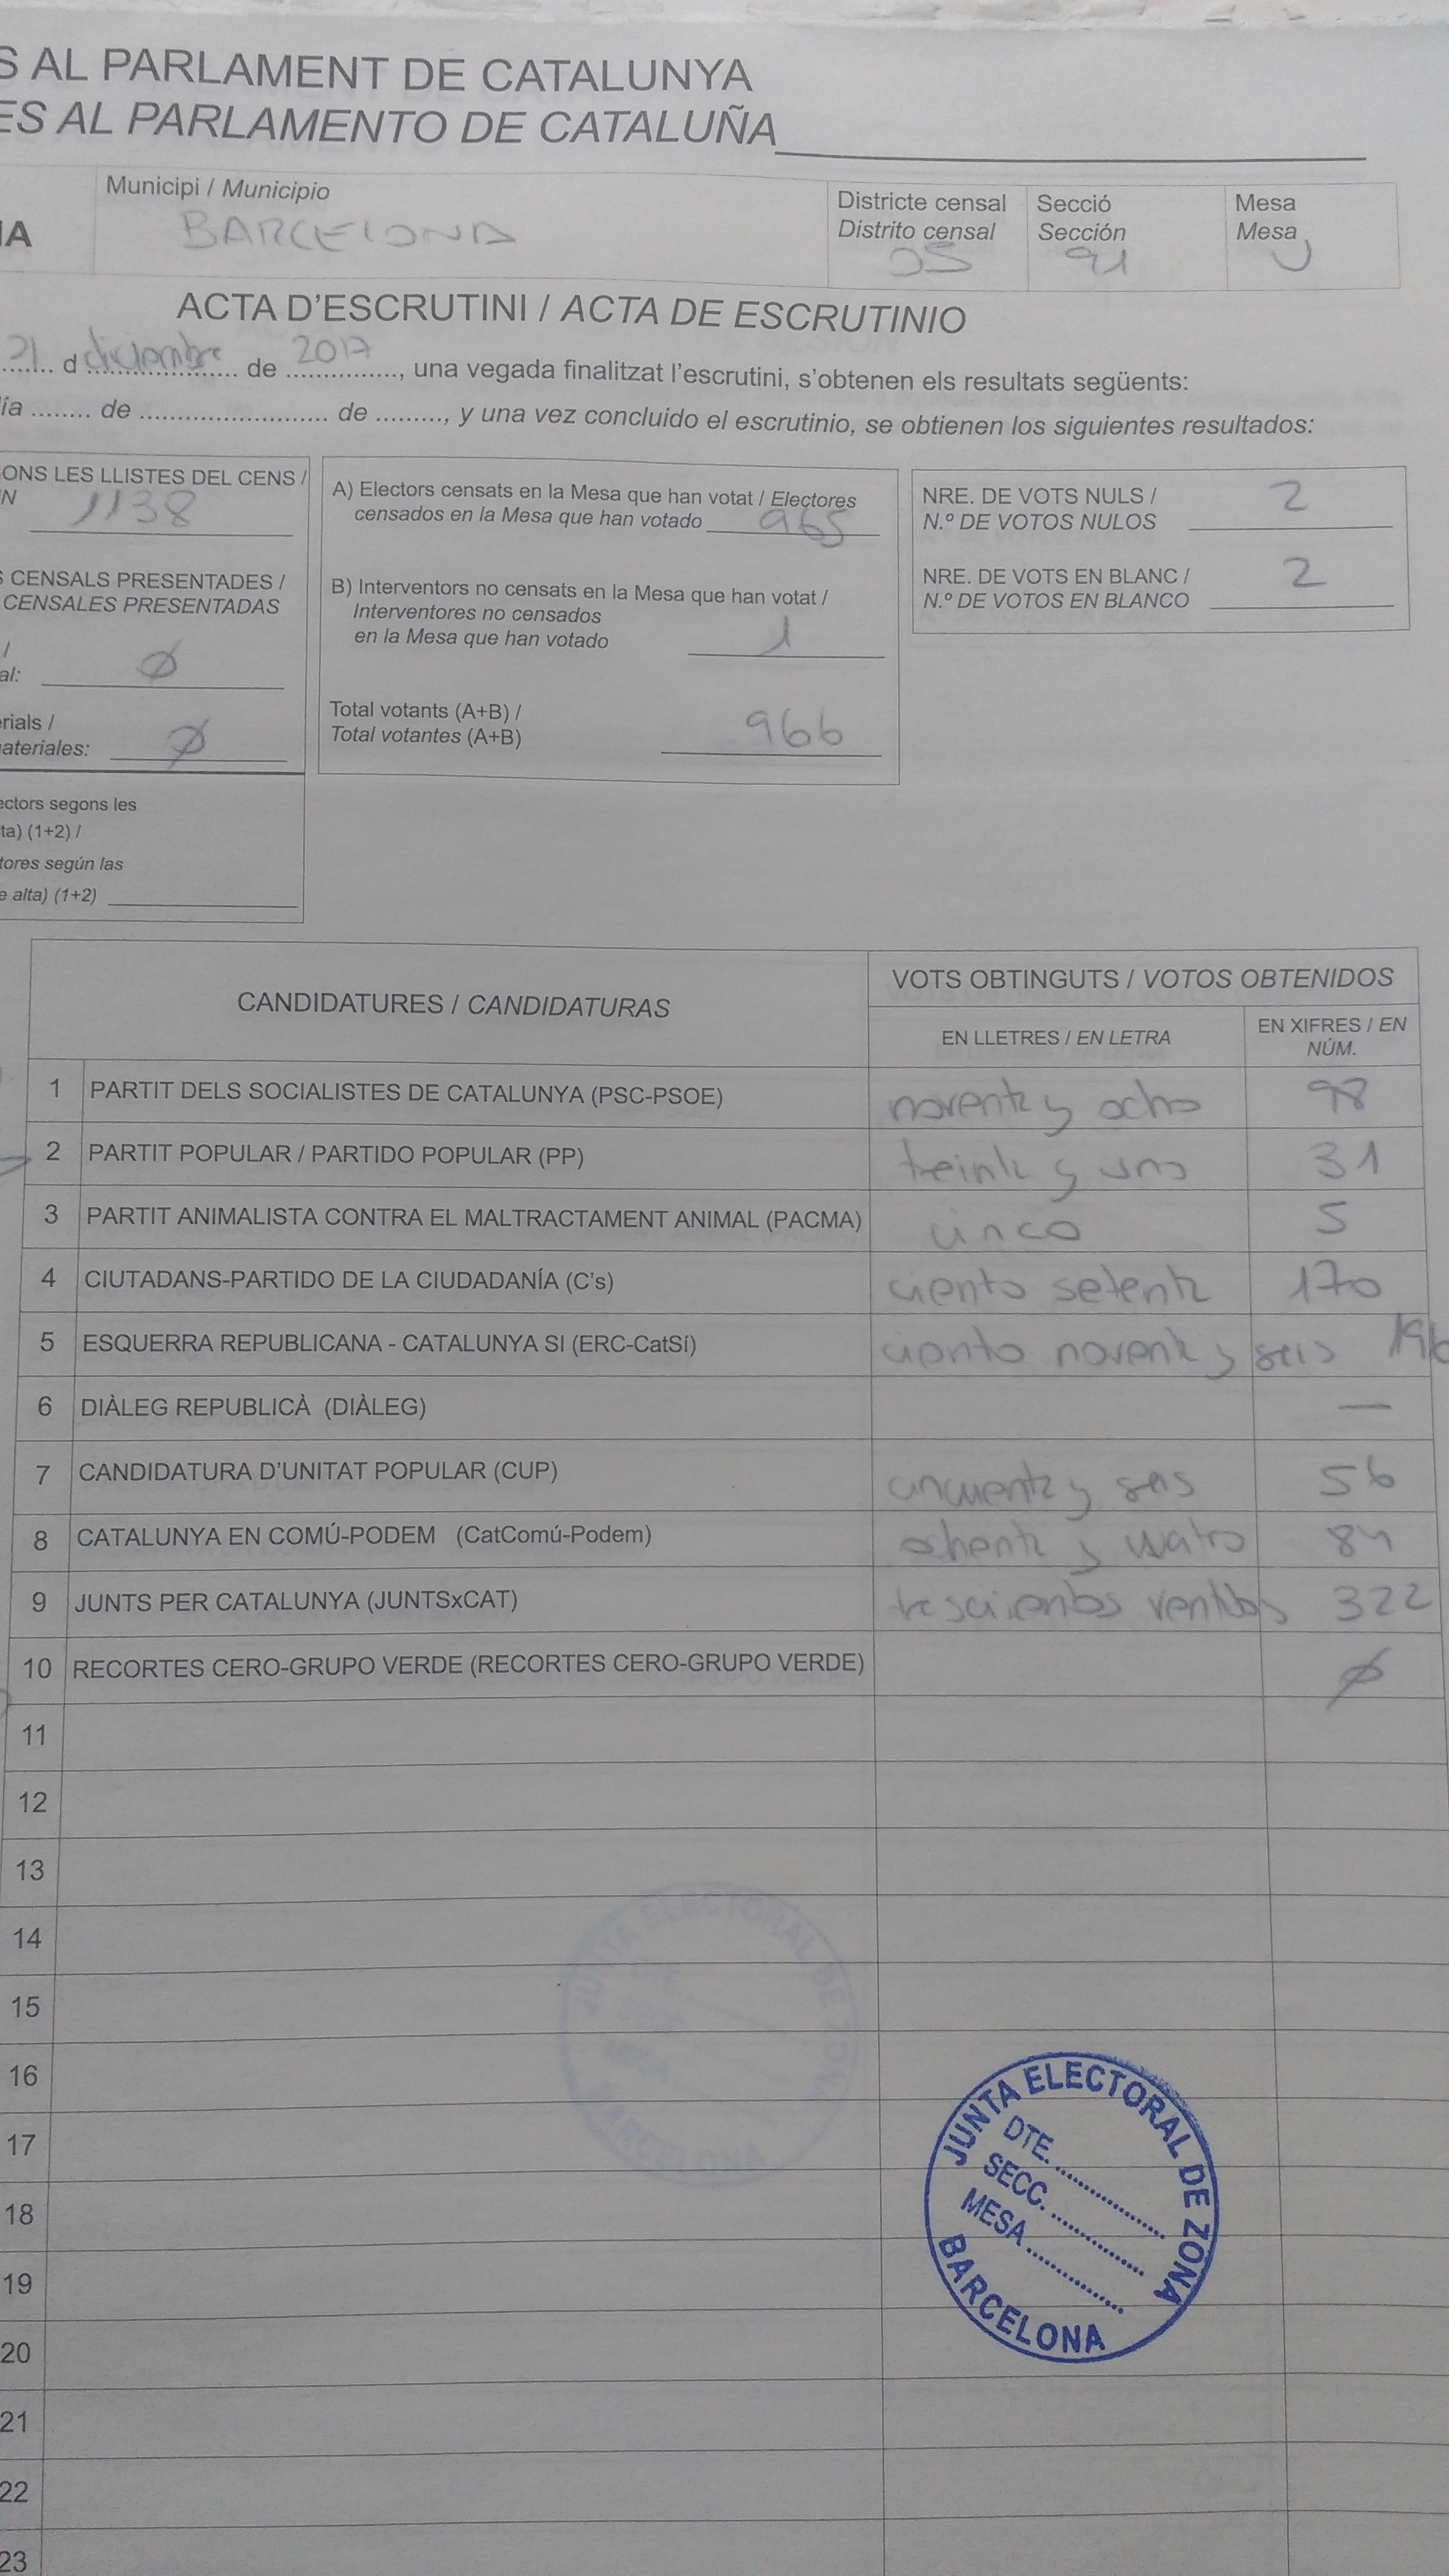 S AL PARLAMENT DE CATALUNYA
ES AL PARLAMENTO DE CATALUÑA
IA
Municipi / Municipio
BARCELONA
Districte censal
Distrito censal
05
Secció
Sección
91
Mesa
Mesa
U
ACTA D'ESCRUTINI / ACTA DE ESCRUTINIO
21 d diciembre de 2017, una vegada finalitzat l'escrutini, s'obtenen els resultats següents:
ía ........ de ............................ de .........., y una vez concluido el escrutinio, se obtienen los siguientes resultados:
ONS LES LLISTES DEL CENS /
N 1138
S CENSALS PRESENTADES /
CENSALES PRESENTADAS
/
al: Ø
erials /
ateriales: Ø
ectors segons les
ta) (1+2) /
tores según las
e alta) (1+2)
A) Electors censats en la Mesa que han votat / Electores
censados en la Mesa que han votado 965
B) Interventors no censats en la Mesa que han votat /
Interventores no censados
en la Mesa que han votado 1
Total votants (A+B) /
Total votantes (A+B) 966
NRE. DE VOTS NULS /
N.º DE VOTOS NULOS 2
NRE. DE VOTS EN BLANC /
N.º DE VOTOS EN BLANCO 2
CANDIDATURES / CANDIDATURAS
VOTS OBTINGUTS / VOTOS OBTENIDOS
EN LLETRES / EN LETRA
EN XIFRES / EN
NÚM.
1 PARTIT DELS SOCIALISTES DE CATALUNYA (PSC-PSOE) noventa y ocho 98
2 PARTIT POPULAR / PARTIDO POPULAR (PP) treinta y uno 31
3 PARTIT ANIMALISTA CONTRA EL MALTRACTAMENT ANIMAL (PACMA) cinco 5
4 CIUTADANS-PARTIDO DE LA CIUDADANÍA (C's) ciento setenta 170
5 ESQUERRA REPUBLICANA - CATALUNYA SI (ERC-CatSí) ciento noventa y seis 196
6 DIÀLEG REPUBLICÀ (DIÀLEG) —
7 CANDIDATURA D'UNITAT POPULAR (CUP) cincuenta y seis 56
8 CATALUNYA EN COMÚ-PODEM (CatComú-Podem) ochenta y cuatro 84
9 JUNTS PER CATALUNYA (JUNTSxCAT) trescientos ventidos 322
10 RECORTES CERO-GRUPO VERDE (RECORTES CERO-GRUPO VERDE) Ø
11
12
13
14
15
16
17
18
19
20
21
22
23
JUNTA ELECTORAL DE ZONA
DTE.
SECC.
MESA
BARCELONA